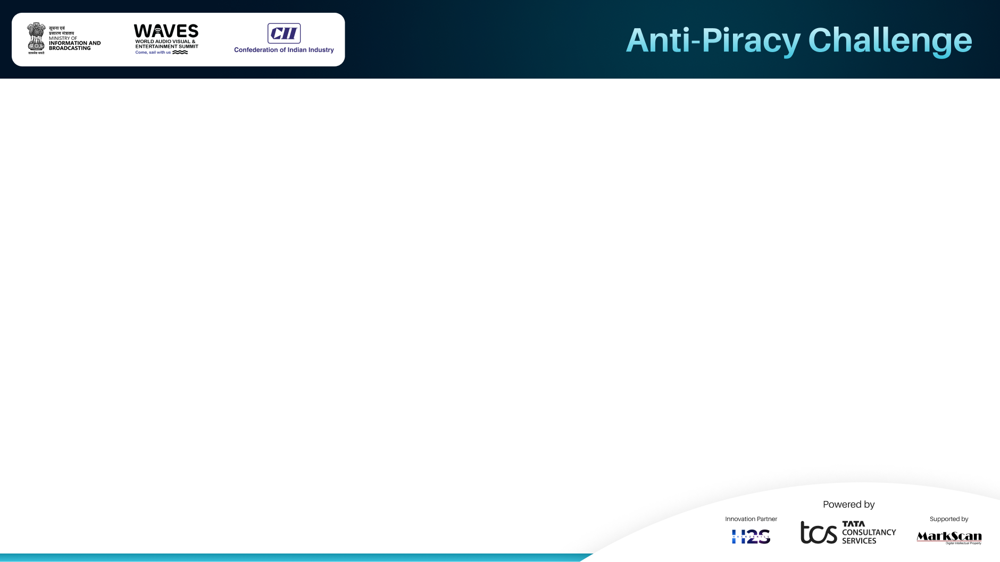 सूचना एवं
प्रसारण मंत्रालय
MINISTRY OF
INFORMATION AND
BROADCASTING
सत्यमेव जयते
WAVES
WORLD AUDIO VISUAL &
ENTERTAINMENT SUMMIT
Come, sail with us
CII
Confederation of Indian Industry
Anti-Piracy Challenge
Powered by
Innovation Partner
H2S
HACK2SKILL
tcs TATA
CONSULTANCY
SERVICES
Supported by
MarkScan
Digital Intellectual Property